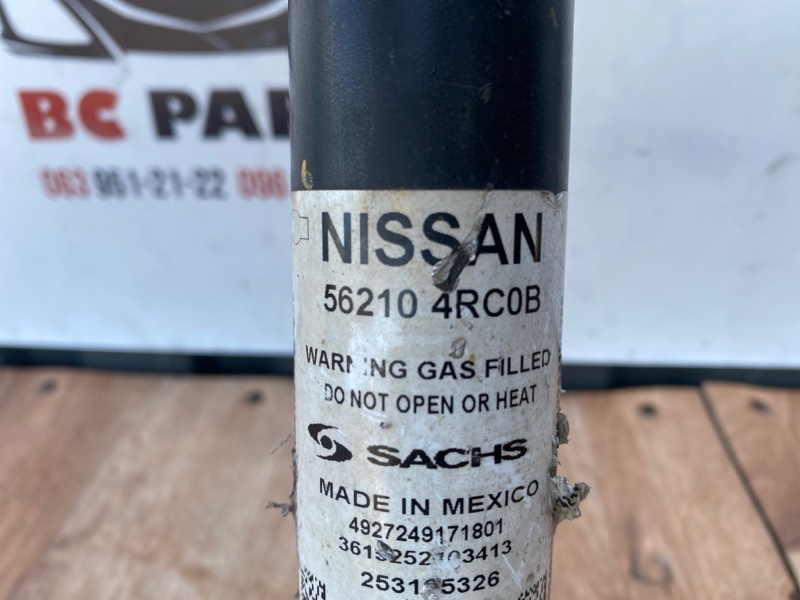 BC PAR
063 961-21-22 096
NISSAN
56210 4RC0B
WARNING GAS FILLED
DO NOT OPEN OR HEAT
SACHS
MADE IN MEXICO
4927249171801